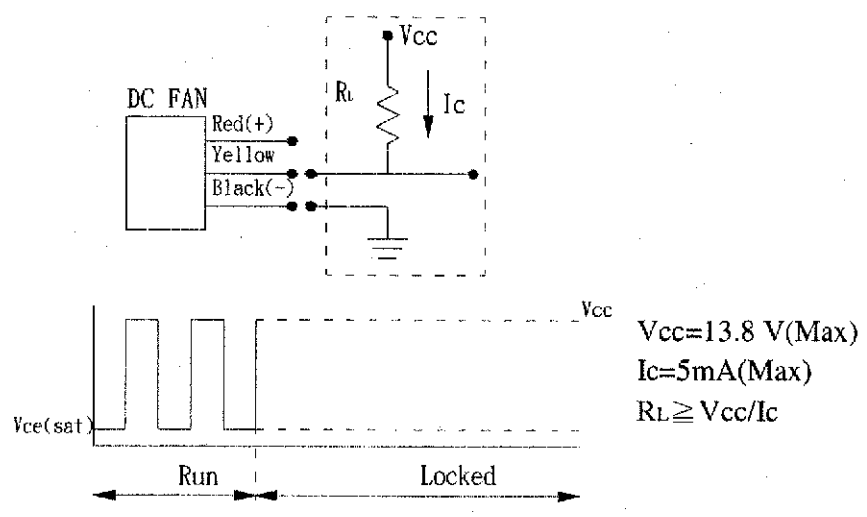 Vcc
RL
Ic
DC FAN
Red(+)
Yellow
Black(-)
Vcc
Vce(sat)
Run
Locked
Vcc=13.8 V(Max)
Ic=5mA(Max)
RL≧Vcc/Ic